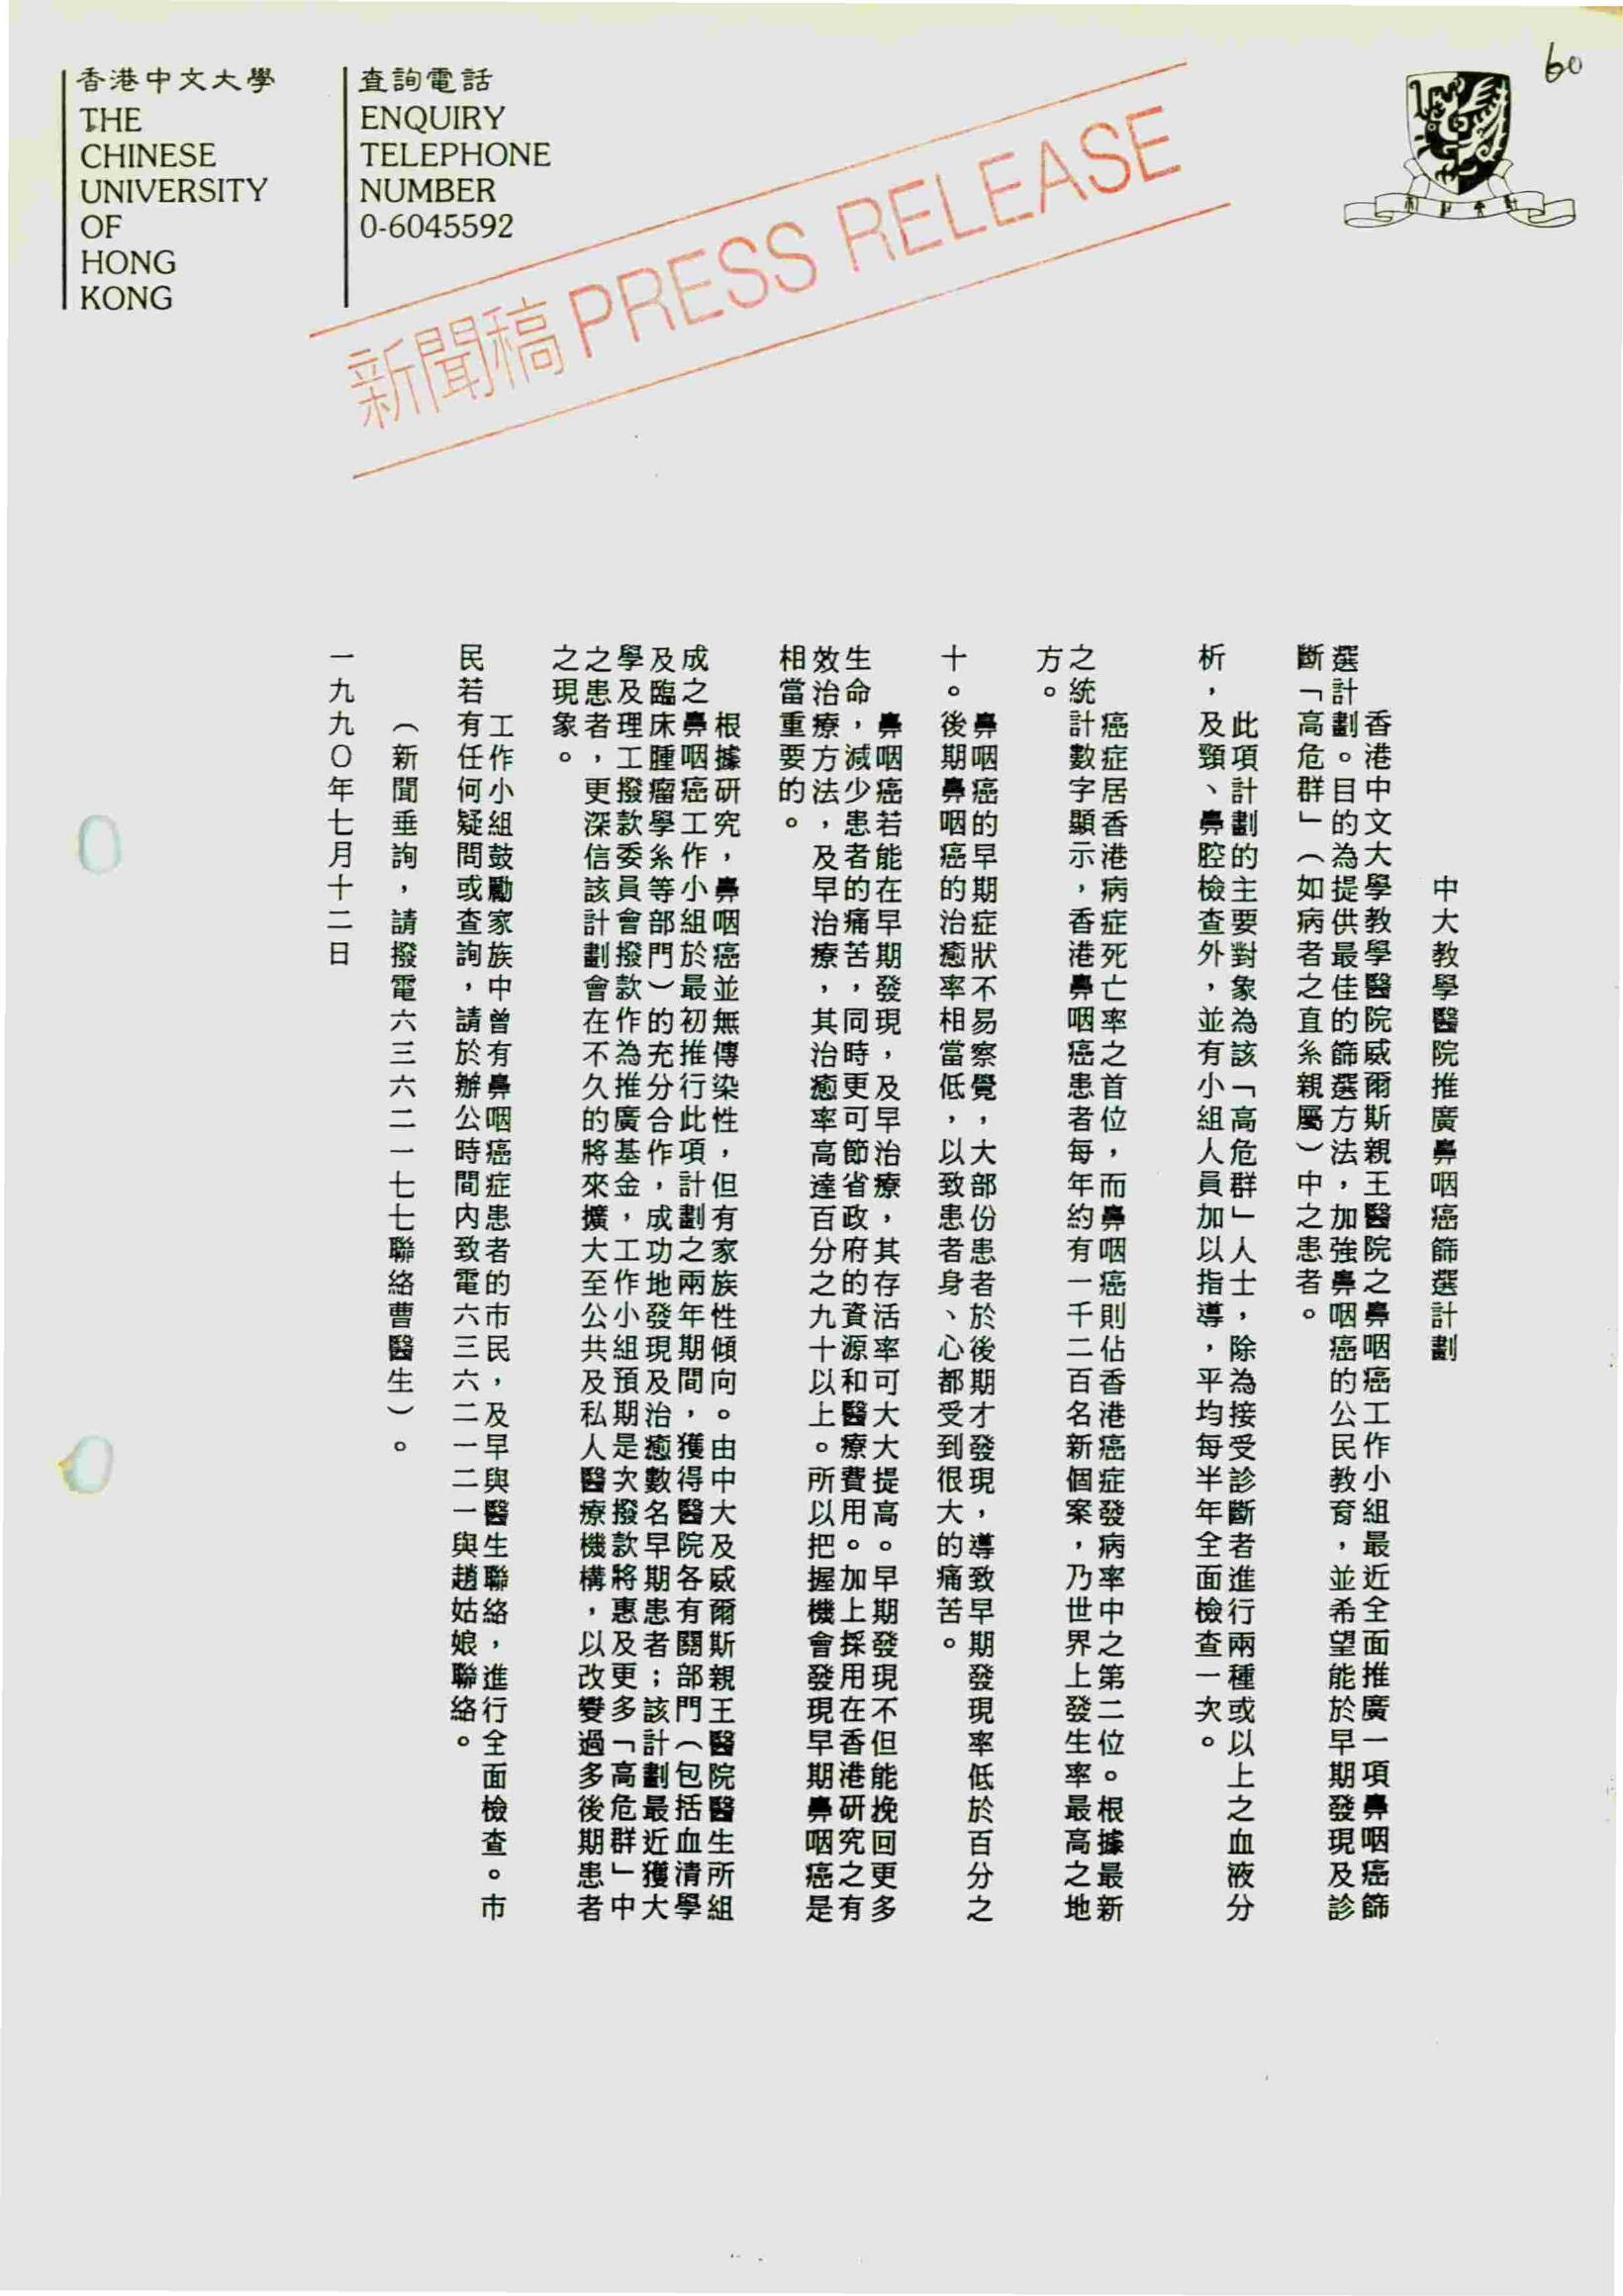 60
香港中文大學
THE
CHINESE
UNIVERSITY
OF
HONG
KONG
查詢電話
ENQUIRY
TELEPHONE
NUMBER
0-6045592
新聞稿 PRESS RELEASE
中大教學醫院推廣鼻咽癌篩選計劃
香港中文大學教學醫院威爾斯親王醫院之鼻咽癌工作小組最近全面推廣一項鼻咽癌篩
選計劃。目的為提供最佳的篩選方法，加強鼻咽癌的公民教育，並希望能於早期發現及診
斷「高危群」（如病者之直系親屬）中之患者。
此項計劃的主要對象為該「高危群」人士，除為接受診斷者進行兩種或以上之血液分
析，及頸、鼻腔檢查外，並有小組人員加以指導，平均每半年全面檢查一次。
癌症居香港病症死亡率之首位，而鼻咽癌則佔香港癌症發病率中之第二位。根據最新
之統計數字顯示，香港鼻咽癌患者每年約有一千二百名新個案，乃世界上發生率最高之地
方。
鼻咽癌的早期症狀不易察覺，大部份患者於後期才發現，導致早期發現率低於百分之
十。後期鼻咽癌的治癒率相當低，以致患者身、心都受到很大的痛苦。
鼻咽癌若能在早期發現，及早治療，其存活率可大大提高。早期發現不但能挽回更多
生命，減少患者的痛苦，同時更可節省政府的資源和醫療費用。加上採用在香港研究之有
效治療方法，及早治療，其治癒率高達百分之九十以上。所以把握機會發現早期鼻咽癌是
相當重要的。
根據研究，鼻咽癌並無傳染性，但有家族性傾向。由中大及威爾斯親王醫院醫生所組
成之鼻咽癌工作小組於最初推行此項計劃之兩年期間，獲得醫院各有關部門（包括血清學
及臨床腫瘤學系等部門）的充分合作，成功地發現及治癒數名早期患者；該計劃最近獲大
學及理工撥款委員會撥款作為推廣基金，工作小組預期是次撥款將惠及更多「高危群」中
之患者，更深信該計劃會在不久的將來擴大至公共及私人醫療機構，以改變過多後期患者
之現象。
工作小組鼓勵家族中曾有鼻咽癌症患者的市民，及早與醫生聯絡，進行全面檢查。市
民若有任何疑問或查詢，請於辦公時間內致電六三六二一二一與趙姑娘聯絡。
（新聞垂詢，請撥電六三六二一七七聯絡曹醫生）。
一九九〇年七月十二日